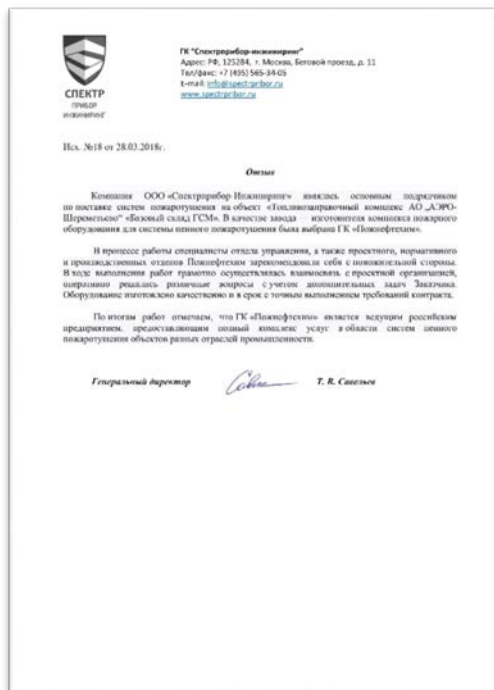 СПЕКТР
ПРИБОР
ИНЖИНИРИНГ
ГК "Спектрприбор-инжиниринг"
Адрес: РФ, 125284, г. Москва, Беговой проезд, д. 11
Тел/факс: +7 (495) 565-34-05
E-mail: info@spectrpribor.ru
www.spectrpribor.ru
Исх. №18 от 28.03.2018г.
Отзыв
Компания ООО «Спектрприбор-Инжиниринг» являлась основным подрядчиком
по поставке систем пожаротушения на объект «Топливозаправочный комплекс АО „АЭРО-
Шереметьево“ «Базовый склад ГСМ». В качестве завода – изготовителя комплекса пожарного
оборудования для системы пенного пожаротушения была выбрана ГК «Пожнефтехим».
В процессе работы специалисты отдела управления, а также проектного, нормативного
и производственных отделов Пожнефтехим зарекомендовали себя с положительной стороны.
В ходе выполнения работ грамотно осуществлялась взаимосвязь с проектной организацией,
оперативно решались различные вопросы с учетом дополнительных задач Заказчика.
Оборудование изготовлено качественно и в срок с точным выполнением требований контракта.
По итогам работ отмечаем, что ГК «Пожнефтехим» является ведущим российским
предприятием, предоставляющим полный комплекс услуг в области систем пенного
пожаротушения объектов разных отраслей промышленности.
Генеральный директор Т. В. Савельев